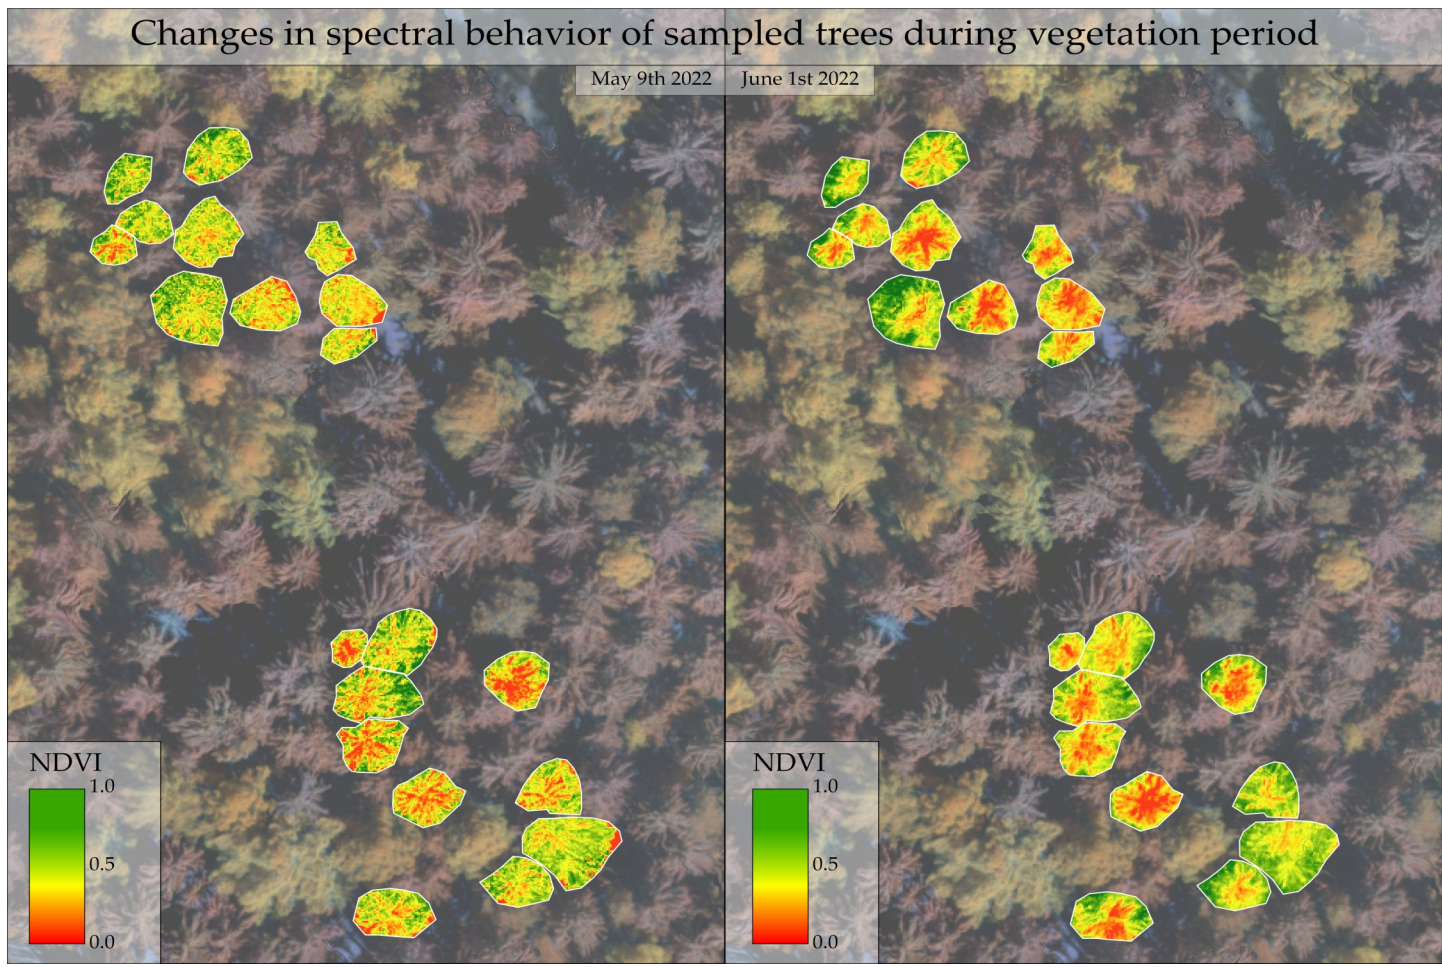 Changes in spectral behavior of sampled trees during vegetation period
May 9th 2022
June 1st 2022
NDVI
1.0
0.5
0.0
NDVI
1.0
0.5
0.0